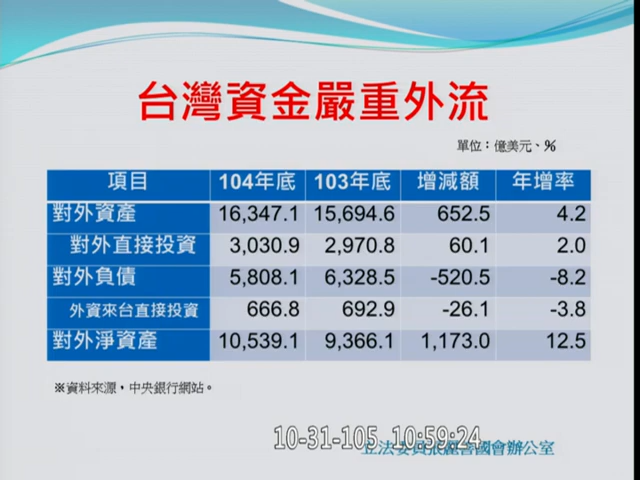 台灣資金嚴重外流
單位：億美元、%
項目 104年底 103年底 增減額 年增率
對外資產 16,347.1 15,694.6 652.5 4.2
對外直接投資 3,030.9 2,970.8 60.1 2.0
對外負債 5,808.1 6,328.5 -520.5 -8.2
外資來台直接投資 666.8 692.9 -26.1 -3.8
對外淨資產 10,539.1 9,366.1 1,173.0 12.5
※資料來源，中央銀行網站。
10-31-105 10:59:24
立法委員張麗善國會辦公室